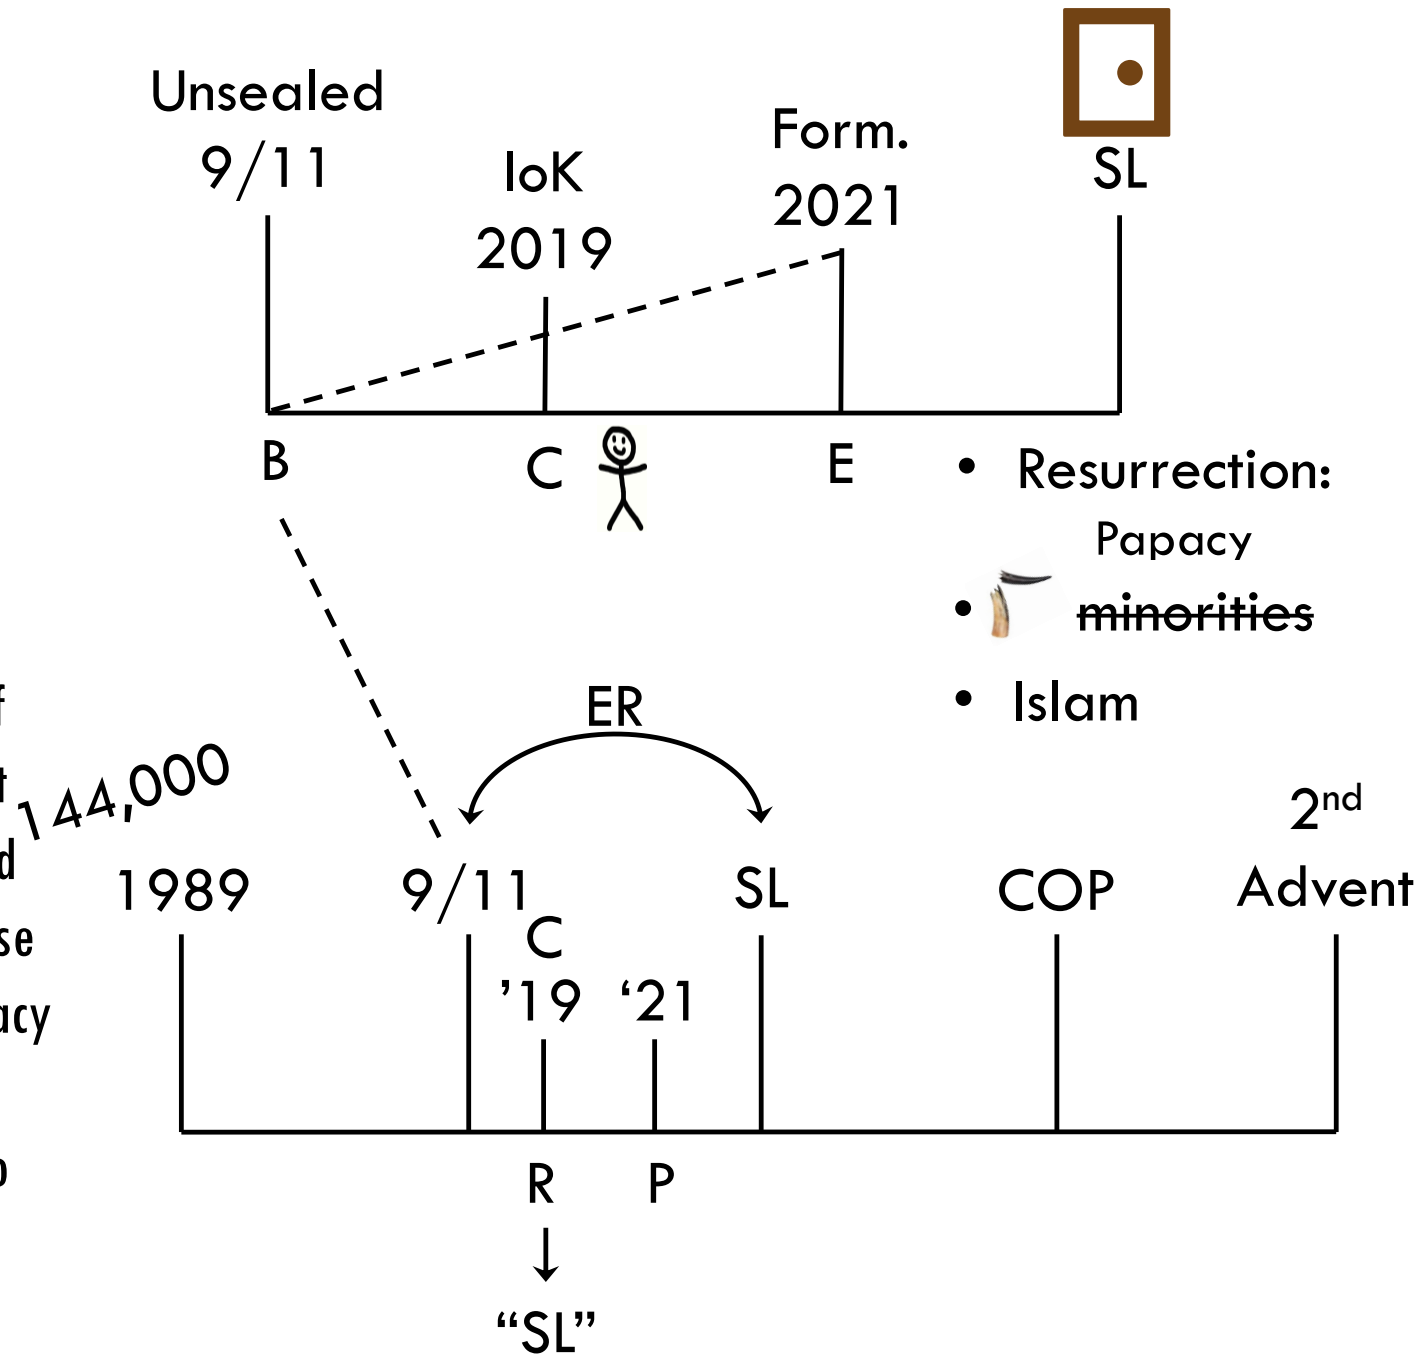 Unsealed
9/11
IoK
2019
Form.
2021
SL
B
C
E
• Resurrection:
Papacy
• minorities
• Islam
ER
144,000
1989
9/11
C
’19
‘21
SL
COP
2nd
Advent
R
P
“SL”